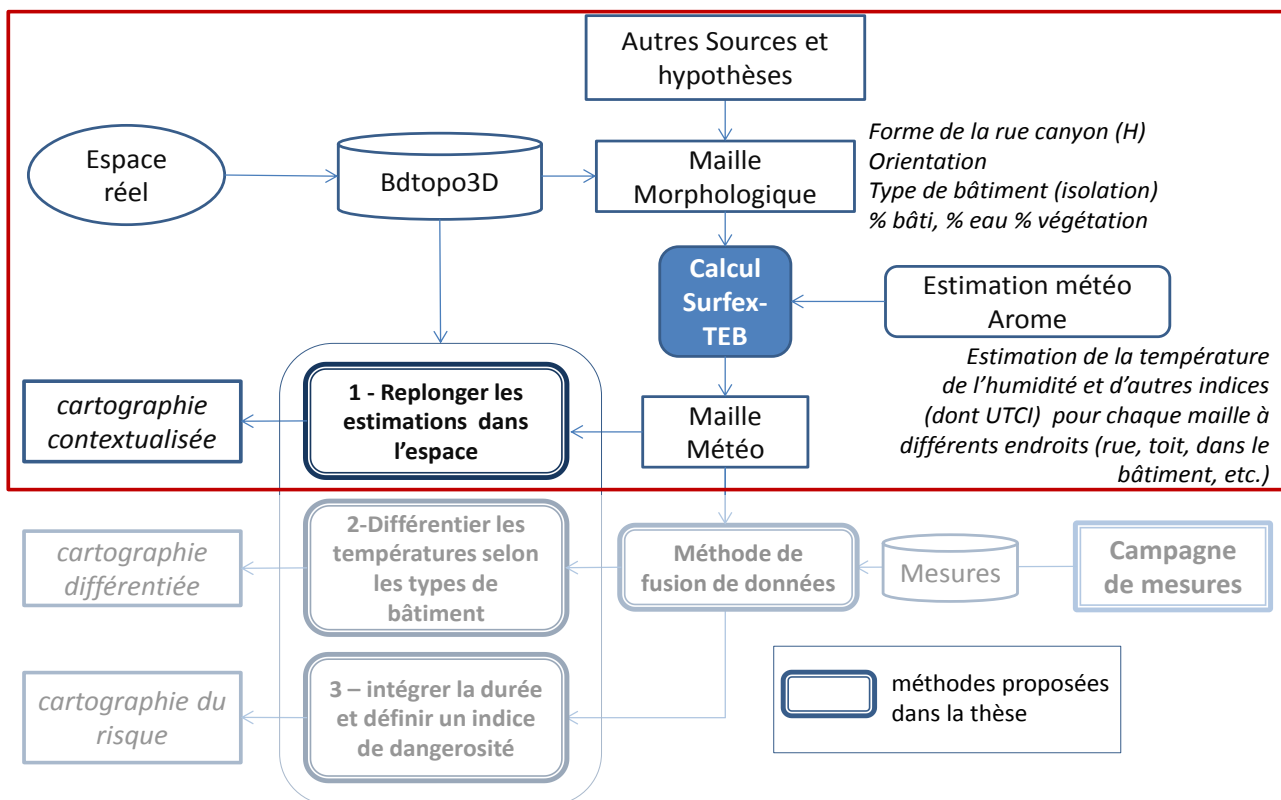 Autres Sources et
hypothèses
Espace
réel
Bdtopo3D
Maille
Morphologique
Forme de la rue canyon (H)
Orientation
Type de bâtiment (isolation)
% bâti, % eau % végétation
Calcul
Surfex-
TEB
Estimation météo
Arome
Estimation de la température
de l’humidité et d’autres indices
(dont UTCI) pour chaque maille à
différents endroits (rue, toit, dans le
bâtiment, etc.)
cartographie
contextualisée
1 - Replonger les
estimations dans
l’espace
Maille
Météo
cartographie
différentiée
2-Différentier les
températures selon
les types de
bâtiment
Méthode de
fusion de données
Mesures
Campagne
de mesures
cartographie du
risque
3 – intégrer la durée
et définir un indice
de dangerosité
méthodes proposées
dans la thèse